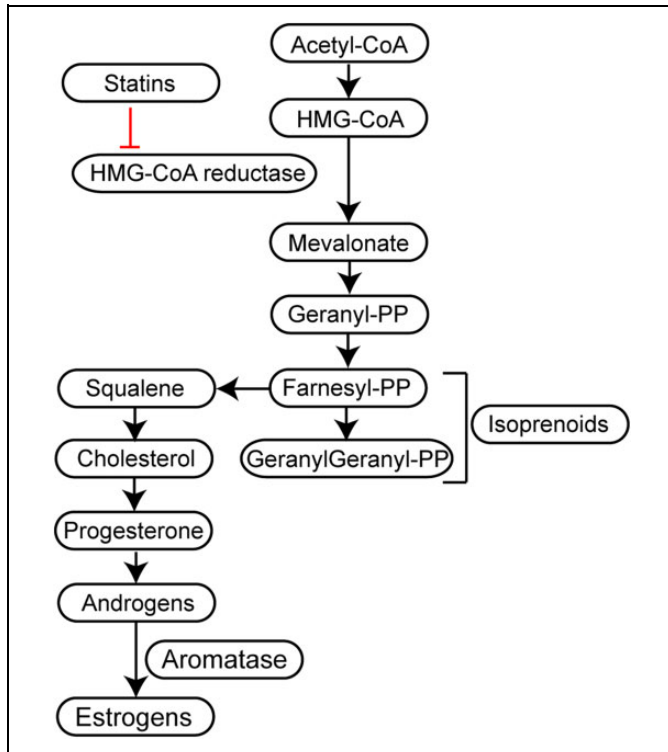 Acetyl-CoA
Statins
HMG-CoA
HMG-CoA reductase
Mevalonate
Geranyl-PP
Squalene
Farnesyl-PP
Isoprenoids
Cholesterol
GeranylGeranyl-PP
Progesterone
Androgens
Aromatase
Estrogens